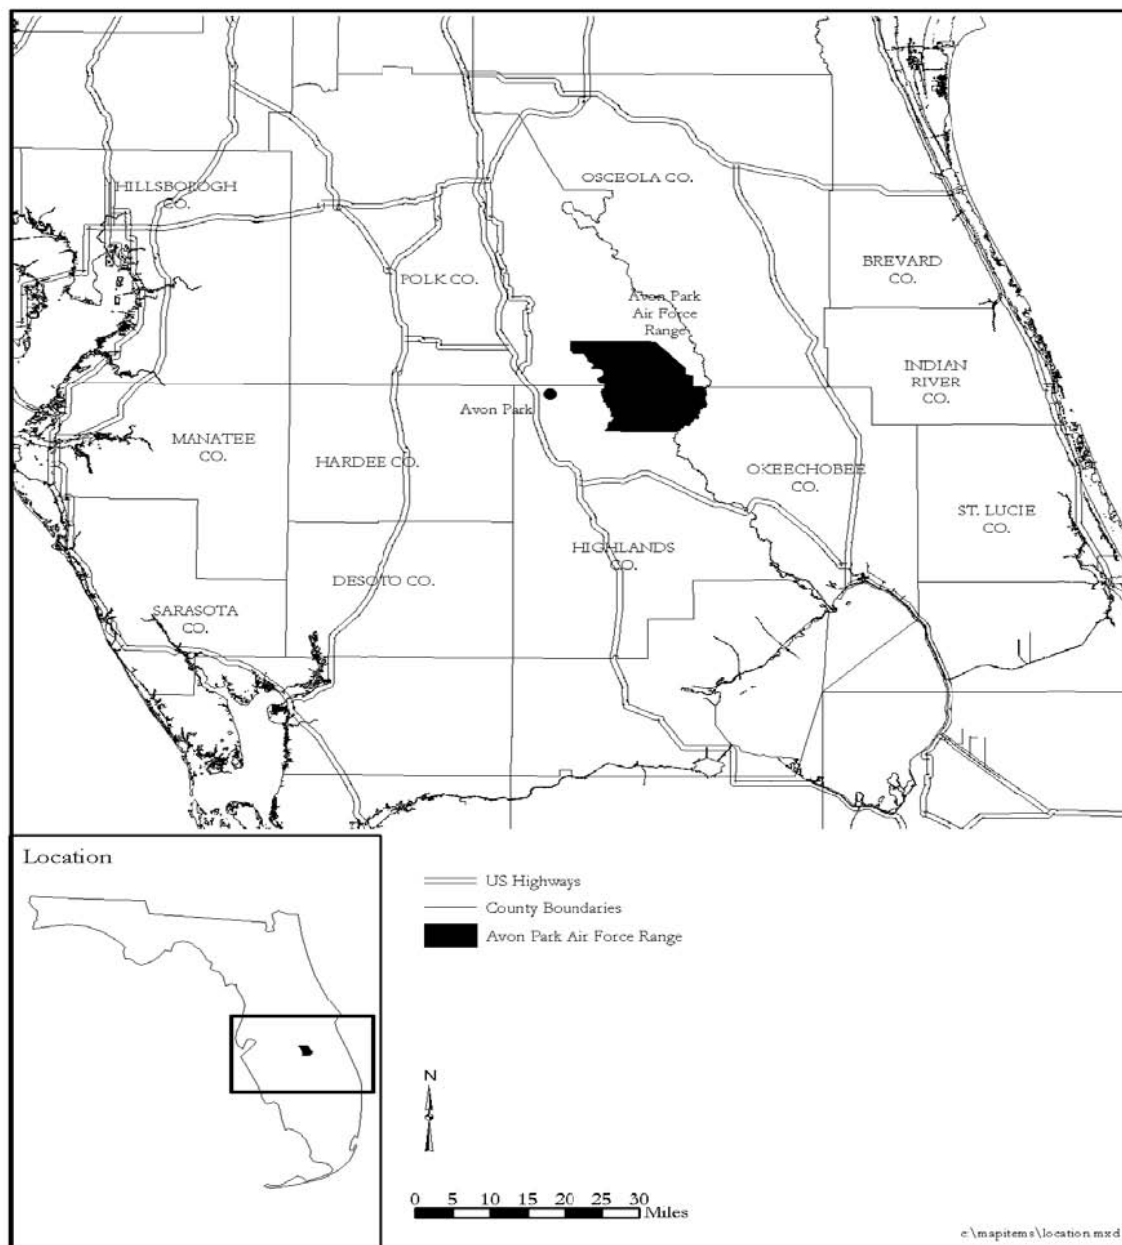 HILLSBOROGH
CO.
OSCEOLA CO.
POLK CO.
BREVARD
CO.
Avon Park
Air Force
Range
INDIAN
RIVER
CO.
Avon Park
MANATEE
CO.
HARDEE CO.
OKEECHOBEE
CO.
ST. LUCIE
CO.
HIGHLANDS
CO.
DESOTO CO.
SARASOTA
CO.
Location
US Highways
County Boundaries
Avon Park Air Force Range
N
0 5 10 15 20 25 30
Miles
c:\mapitems\location.mxd